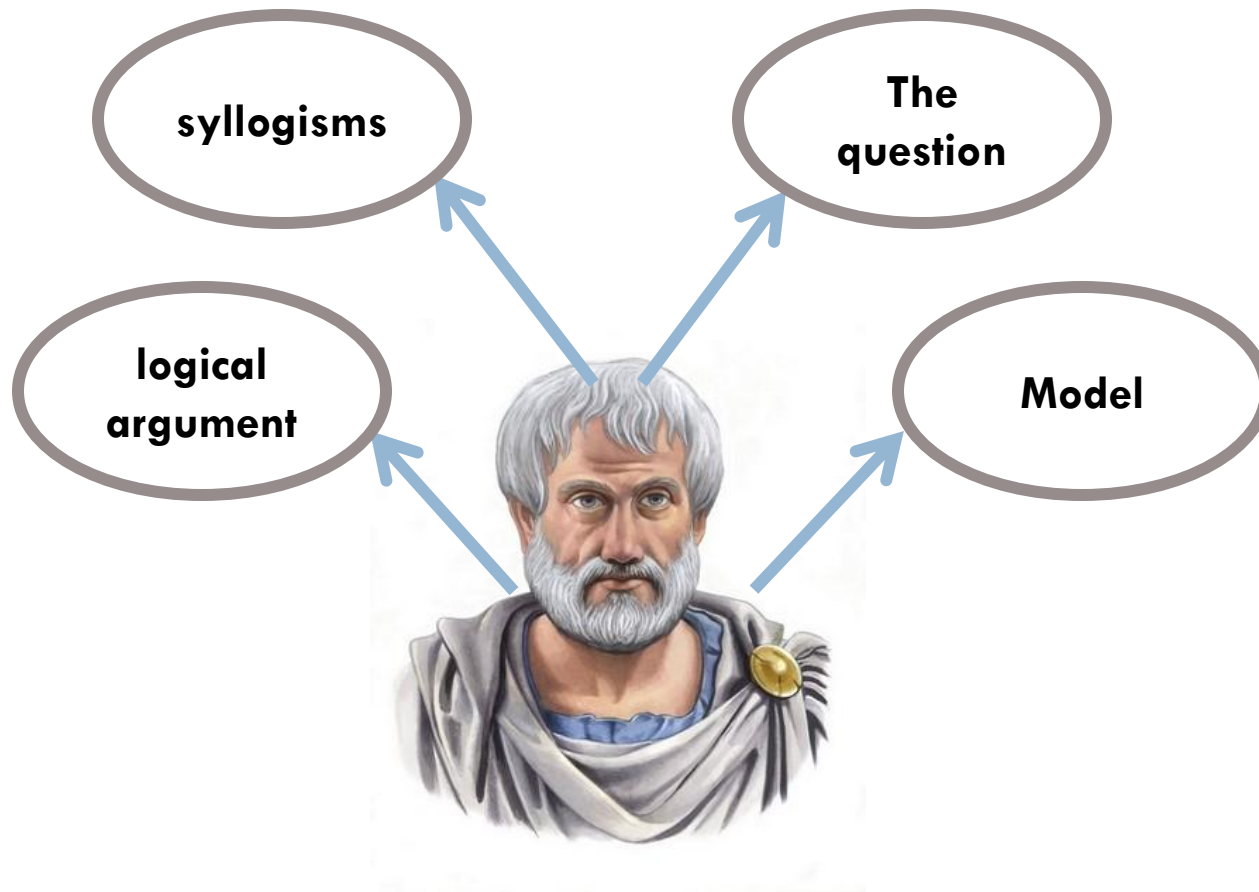 syllogisms
The
question
logical
argument
Model